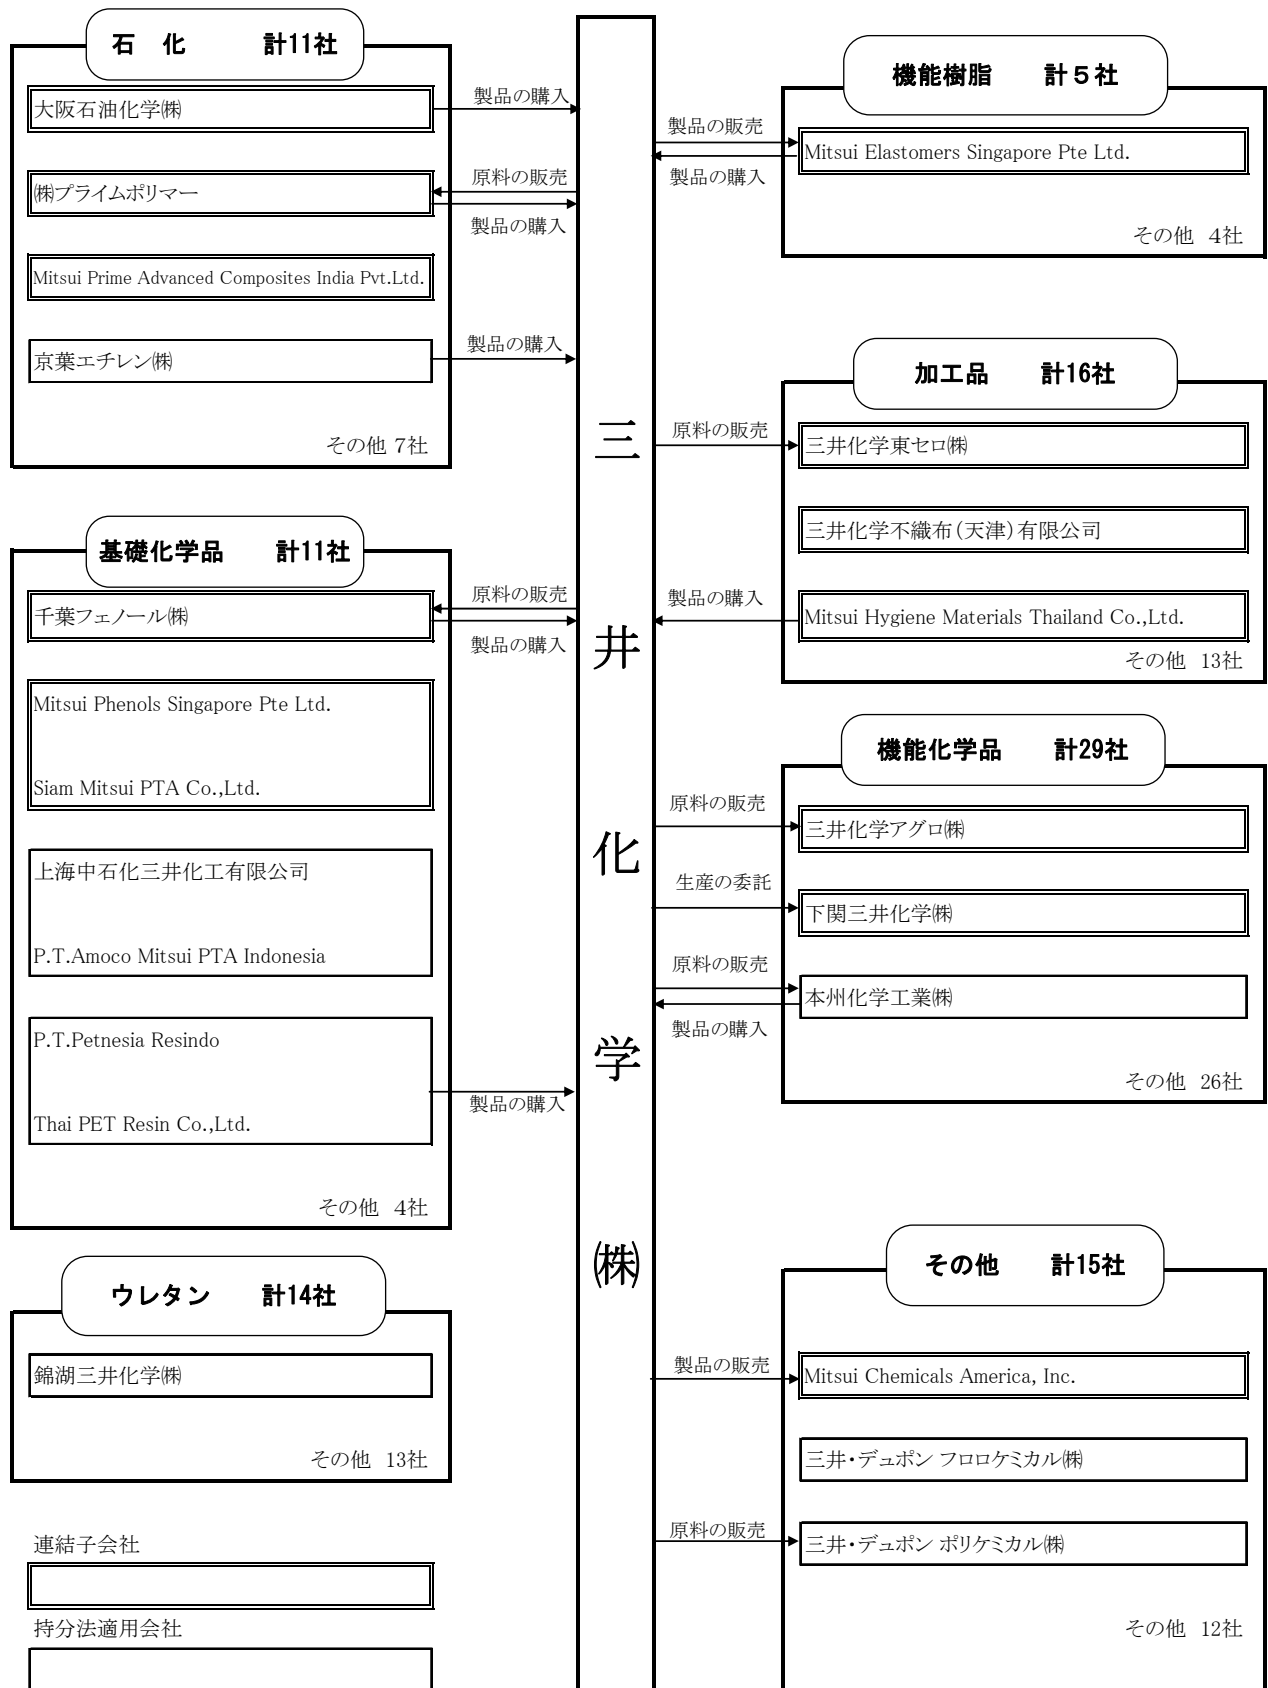 石　化　　　計11社
大阪石油化学㈱
製品の購入
㈱プライムポリマー
原料の販売
製品の購入
Mitsui Prime Advanced Composites India Pvt.Ltd.
京葉エチレン㈱
製品の購入
その他 7社
基礎化学品　　計11社
千葉フェノール㈱
原料の販売
製品の購入
Mitsui Phenols Singapore Pte Ltd.
Siam Mitsui PTA Co.,Ltd.
上海中石化三井化工有限公司
P.T.Amoco Mitsui PTA Indonesia
P.T.Petnesia Resindo
Thai PET Resin Co.,Ltd.
製品の購入
その他　4社
ウレタン　　計14社
錦湖三井化学㈱
その他　13社
連結子会社
持分法適用会社
三
井
化
学
㈱
機能樹脂　　計５社
製品の販売
Mitsui Elastomers Singapore Pte Ltd.
製品の購入
その他　4社
加工品　　計16社
原料の販売
三井化学東セロ㈱
三井化学不織布(天津)有限公司
製品の購入
Mitsui Hygiene Materials Thailand Co.,Ltd.
その他　13社
機能化学品　　計29社
原料の販売
三井化学アグロ㈱
生産の委託
下関三井化学㈱
原料の販売
本州化学工業㈱
製品の購入
その他　26社
その他　　計15社
製品の販売
Mitsui Chemicals America, Inc.
三井・デュポン フロロケミカル㈱
原料の販売
三井・デュポン ポリケミカル㈱
その他　12社